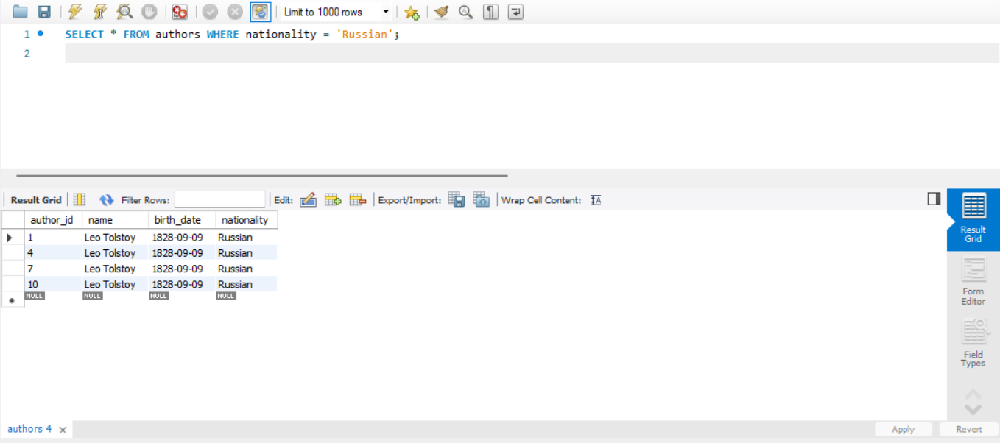 Limit to 1000 rows
1 SELECT * FROM authors WHERE nationality = 'Russian';
2
Result Grid Filter Rows: Edit: Export/Import: Wrap Cell Content: IA
author_id name birth_date nationality
1 Leo Tolstoy 1828-09-09 Russian
4 Leo Tolstoy 1828-09-09 Russian
7 Leo Tolstoy 1828-09-09 Russian
10 Leo Tolstoy 1828-09-09 Russian
NULL NULL NULL NULL
Result
Grid
Form
Editor
Field
Types
authors 4 Apply Revert